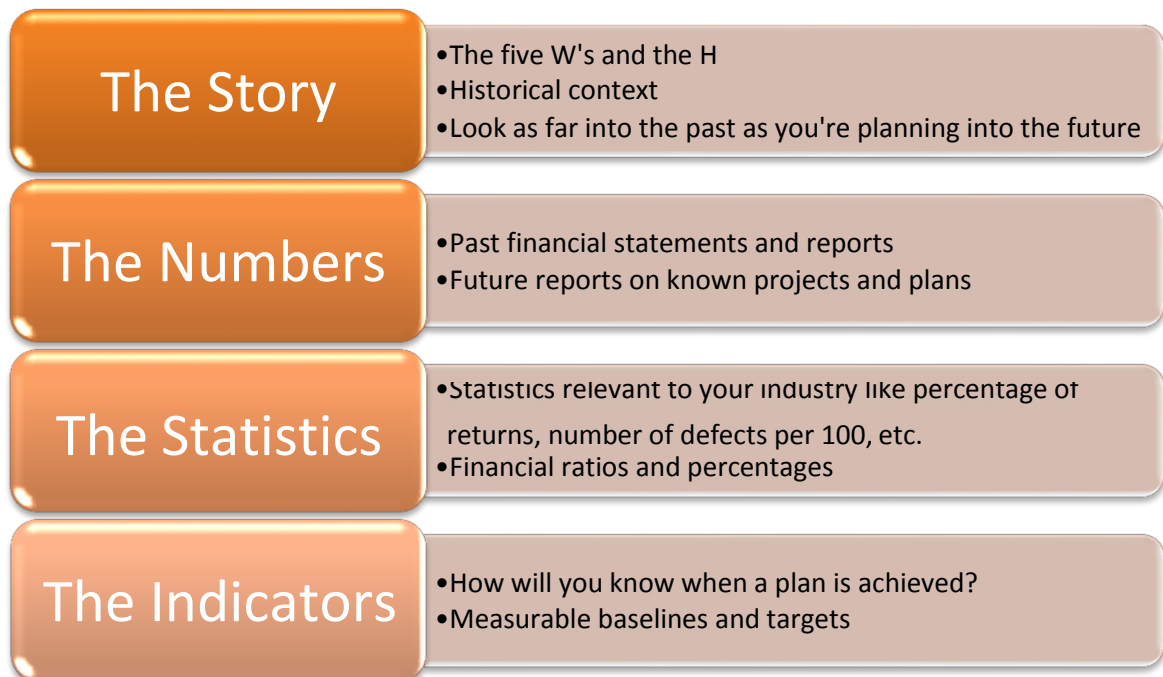 The Story
•The five W's and the H
•Historical context
•Look as far into the past as you're planning into the future
The Numbers
•Past financial statements and reports
•Future reports on known projects and plans
The Statistics
•Statistics relevant to your industry like percentage of
returns, number of defects per 100, etc.
•Financial ratios and percentages
The Indicators
•How will you know when a plan is achieved?
•Measurable baselines and targets